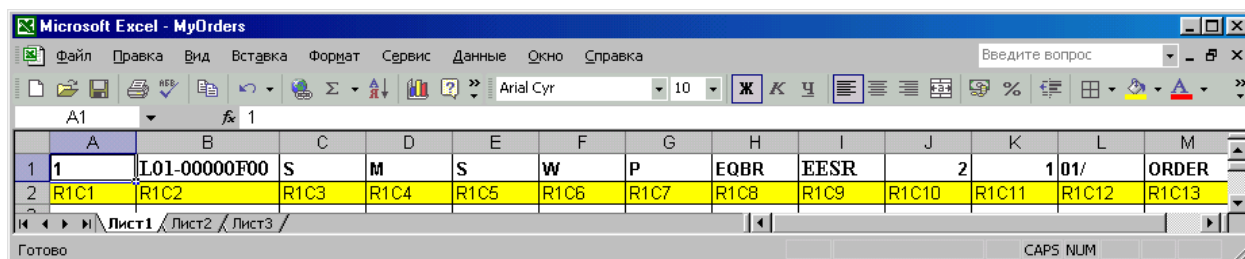 Microsoft Excel - MyOrders
Файл Правка Вид Вставка Формат Сервис Данные Окно Справка Введите вопрос
Arial Cyr 10 Ж К Ч
A1 fx 1
A B C D E F G H I J K L M
1 1 L01-00000F00 S M S W P EQBR EESR 2 1 01/ ORDER
2 R1C1 R1C2 R1C3 R1C4 R1C5 R1C6 R1C7 R1C8 R1C9 R1C10 R1C11 R1C12 R1C13
Лист1 Лист2 Лист3
Готово CAPS NUM